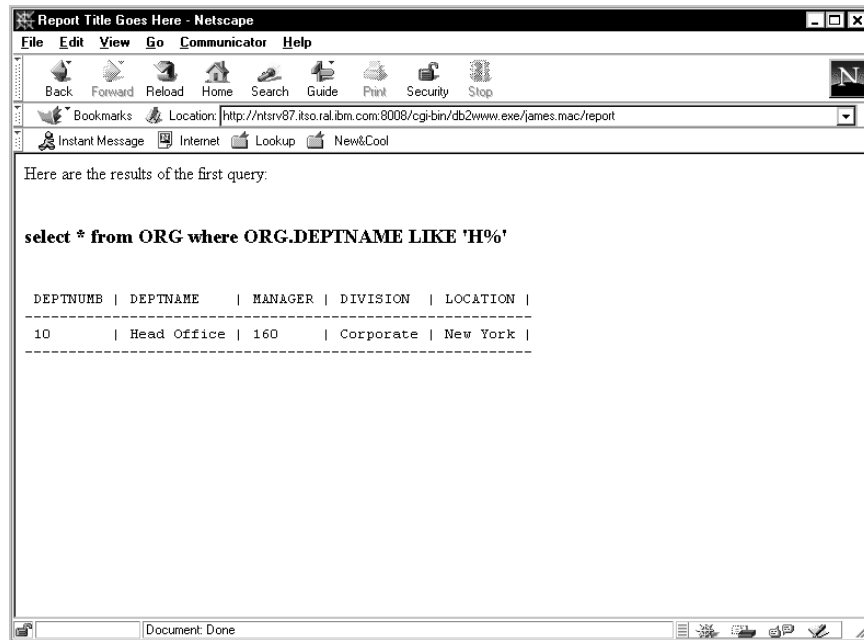 Report Title Goes Here - Netscape
File Edit View Go Communicator Help
Back Forward Reload Home Search Guide Print Security Stop
N
Bookmarks Location: http://ntsrv87.itso.ral.ibm.com:8008/cgi-bin/db2www.exe/james.mac/report
Instant Message Internet Lookup New&Cool
Here are the results of the first query:
select * from ORG where ORG.DEPTNAME LIKE 'H%'
DEPTNUMB | DEPTNAME | MANAGER | DIVISION | LOCATION |
------------------------------------------------------------
10 | Head Office | 160 | Corporate | New York |
------------------------------------------------------------
Document: Done